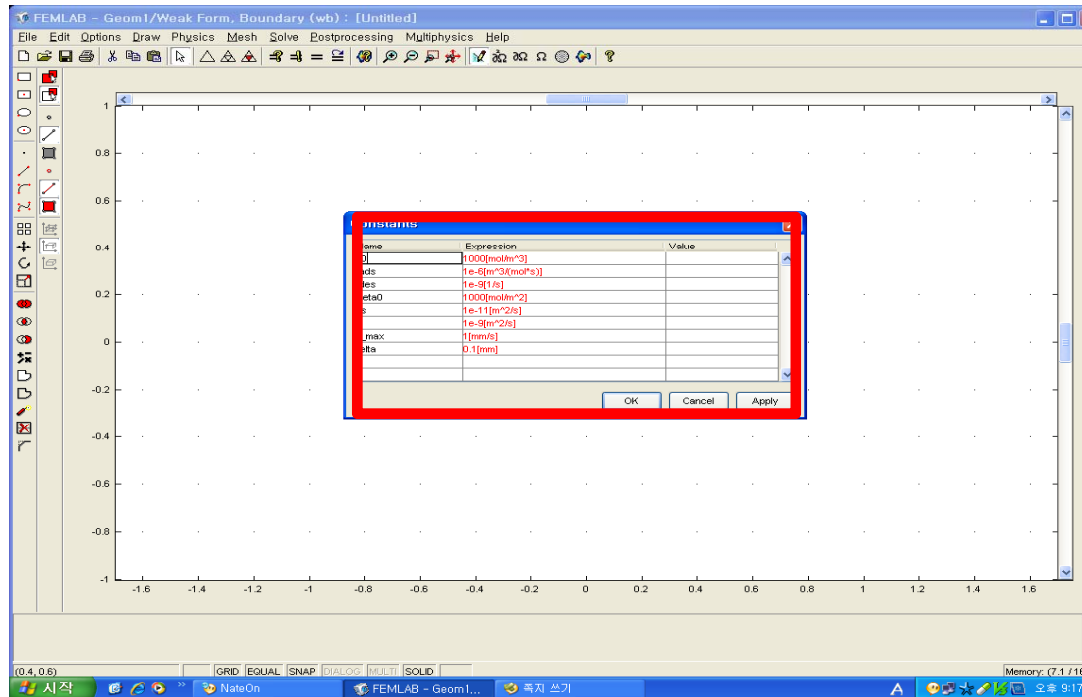 FEMLAB - Geom1/Weak Form, Boundary (wb) : [Untitled]
File Edit Options Draw Physics Mesh Solve Postprocessing Multiphysics Help
1
0.8
0.6
0.4
0.2
0
-0.2
-0.4
-0.6
-0.8
-1
Expression Value
1000[mol/m^3]
1e-6[m^3/(mol*s)]
1e-9[1/s]
1000[mol/m^2]
1e-11[m^2/s]
1e-9[m^2/s]
_max 1[mm/s]
0.1[mm]
OK Cancel Apply
-1.6 -1.4 -1.2 -1 -0.8 -0.6 -0.4 -0.2 0 0.2 0.4 0.6 0.8 1 1.2 1.4 1.6
(0.4, 0.6) GRID EQUAL SNAP DIALOG MULTI SOLID Memory: (7.1 /16
시작 NateOn FEMLAB - Geom1... 쪽지 쓰기 A 오후 9:17